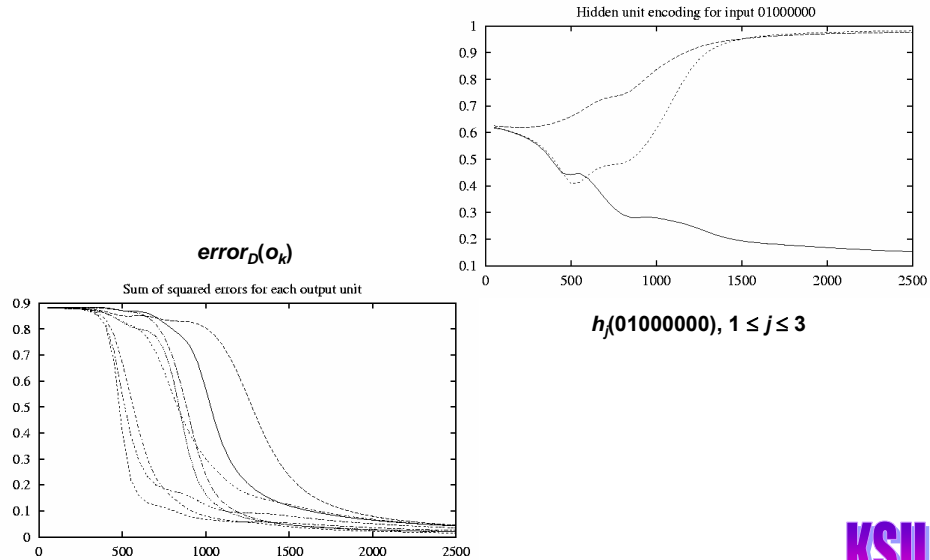 Hidden unit encoding for input 01000000
1
0.9
0.8
0.7
0.6
0.5
0.4
0.3
0.2
0.1
0 500 1000 1500 2000 2500
h_j(01000000), 1 ≤ j ≤ 3
error_D(o_k)
Sum of squared errors for each output unit
0.9
0.8
0.7
0.6
0.5
0.4
0.3
0.2
0.1
0
0 500 1000 1500 2000 2500
KSU